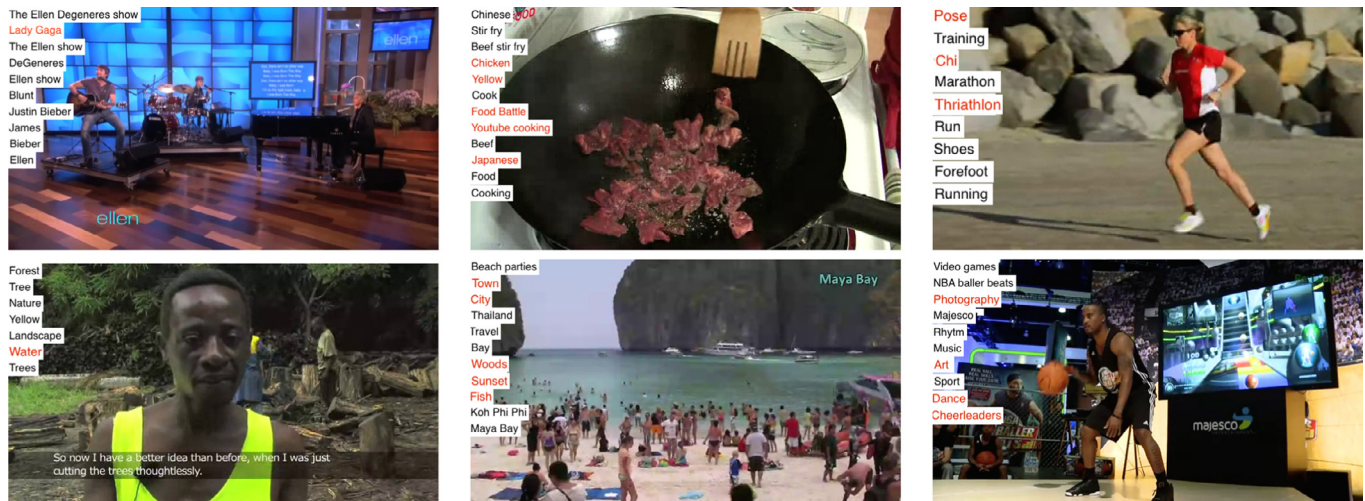 The Ellen Degeneres show
Lady Gaga
The Ellen show
DeGeneres
Ellen show
Blunt
Justin Bieber
James
Bieber
Ellen
ellen
ellen
Chinese
Stir fry
Beef stir fry
Chicken
Yellow
Cook
Food Battle
Youtube cooking
Beef
Japanese
Food
Cooking
Pose
Training
Chi
Marathon
Thriathlon
Run
Shoes
Forefoot
Running
Forest
Tree
Nature
Yellow
Landscape
Water
Trees
So now I have a better idea than before, when I was just
cutting the trees thoughtlessly.
Beach parties
Town
City
Thailand
Travel
Bay
Woods
Sunset
Fish
Koh Phi Phi
Maya Bay
Maya Bay
Video games
NBA baller beats
Photography
Majesco
Rhytm
Music
Art
Sport
Dance
Cheerleaders
majesco